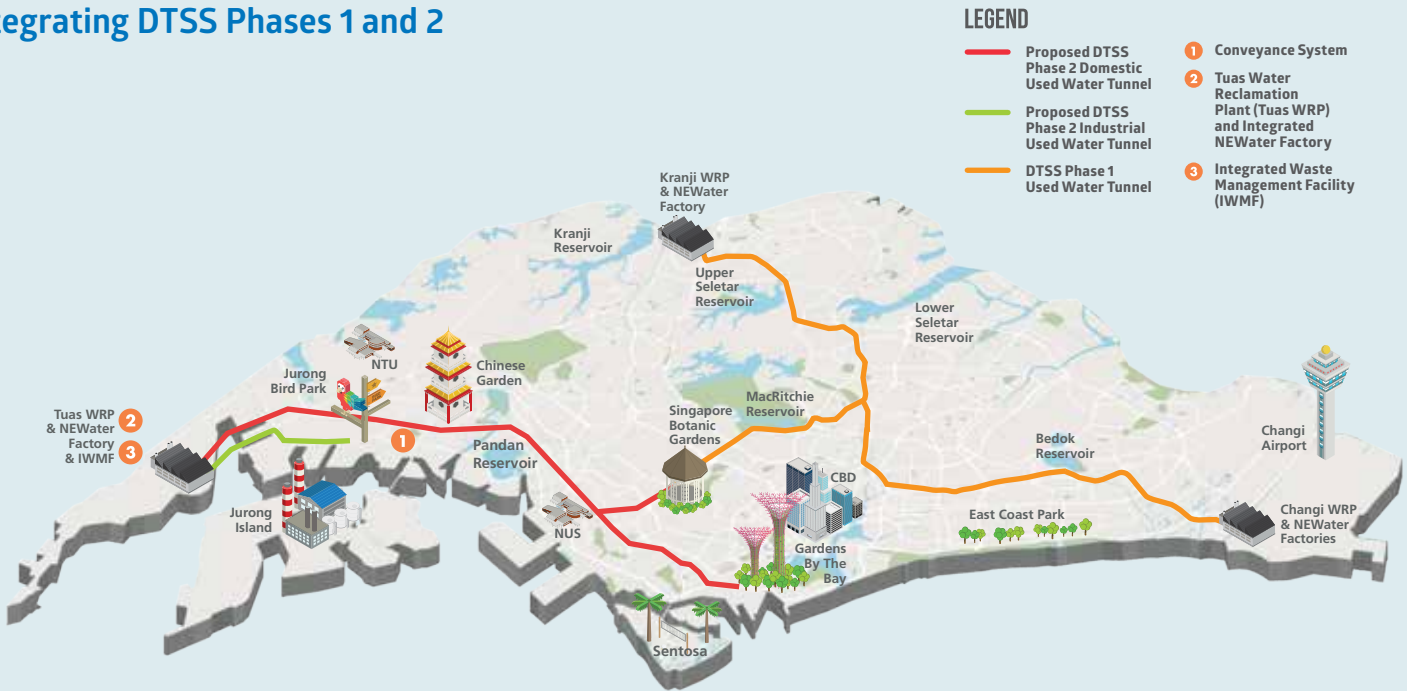 tegrating DTSS Phases 1 and 2
LEGEND
Proposed DTSS
Phase 2 Domestic
Used Water Tunnel
Proposed DTSS
Phase 2 Industrial
Used Water Tunnel
DTSS Phase 1
Used Water Tunnel
1 Conveyance System
2 Tuas Water
Reclamation
Plant (Tuas WRP)
and Integrated
NEWater Factory
3 Integrated Waste
Management Facility
(IWMF)
Kranji WRP
& NEWater
Factory
Kranji
Reservoir
Upper
Seletar
Reservoir
Lower
Seletar
Reservoir
NTU
Chinese
Garden
Jurong
Bird Park
MacRitchie
Reservoir
Singapore
Botanic
Gardens
Tuas WRP
& NEWater
Factory
& IWMF
2
3
1
Pandan
Reservoir
Bedok
Reservoir
Changi
Airport
CBD
Jurong
Island
NUS
East Coast Park
Changi WRP
& NEWater
Factories
Gardens
By The
Bay
Sentosa